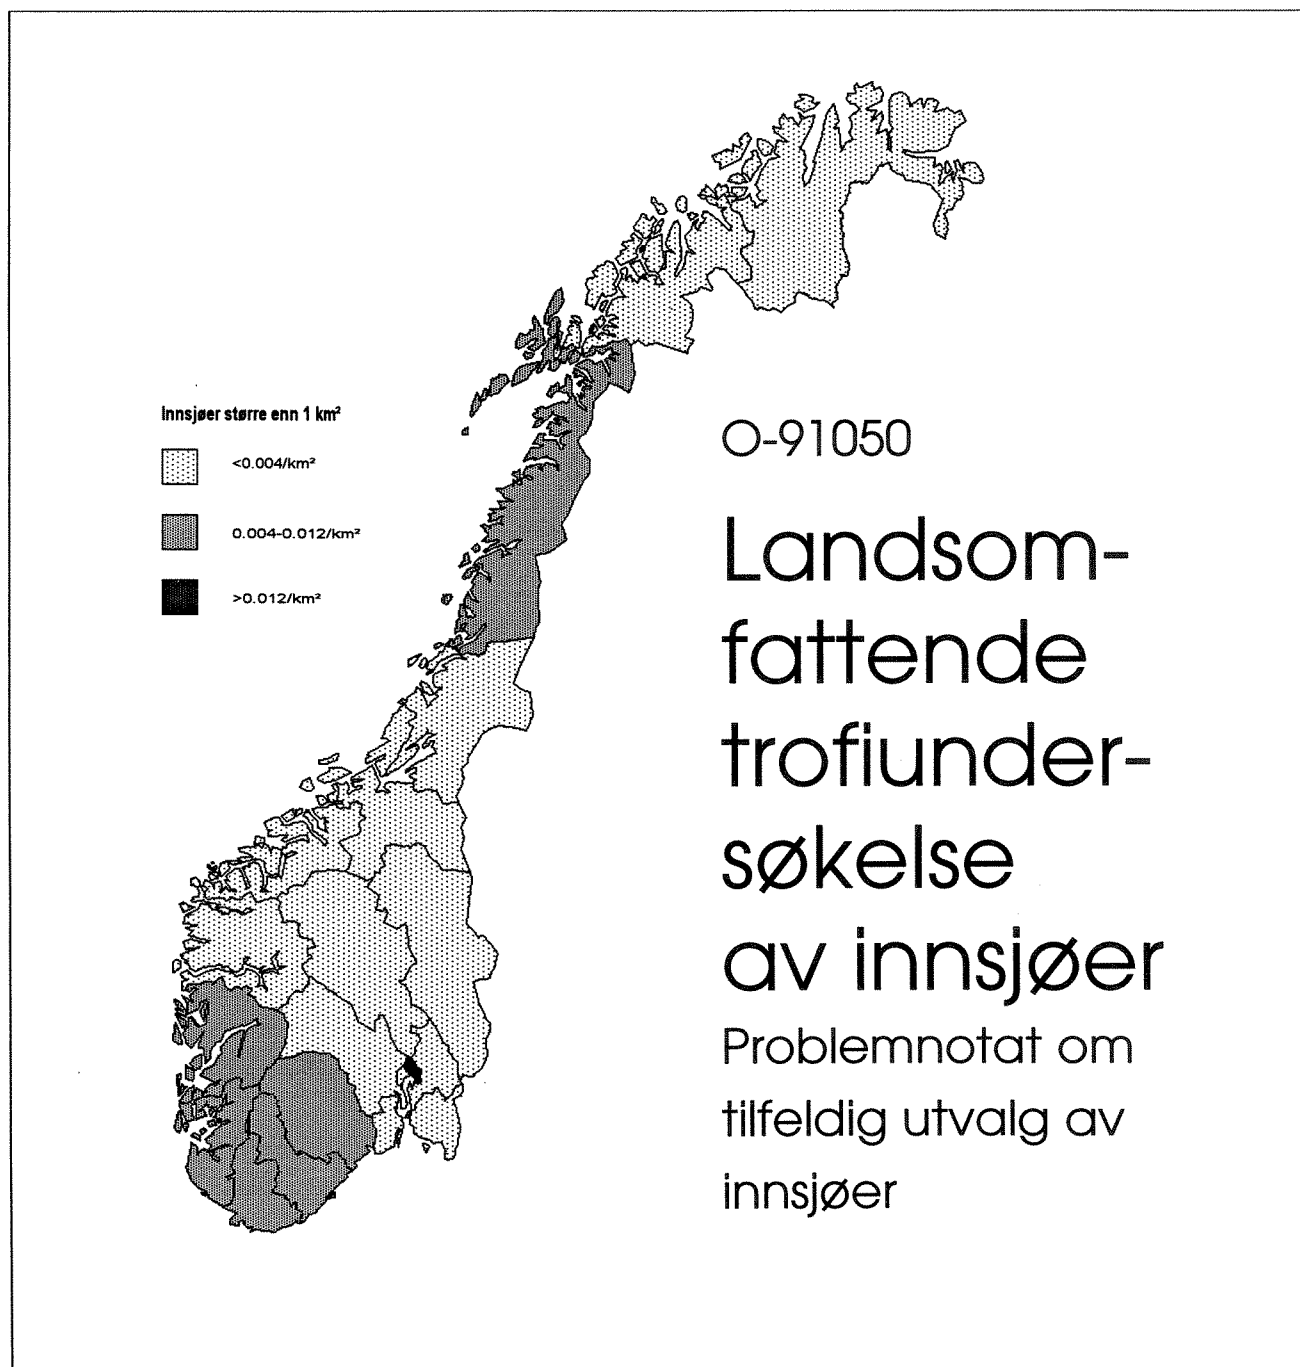 Innsjøer større enn 1 km²
<0.004/km²
0.004-0.012/km²
>0.012/km²
O-91050
Landsom-
fattende
trofiunder-
søkelse
av innsjøer
Problemnotat om
tilfeldig utvalg av
innsjøer